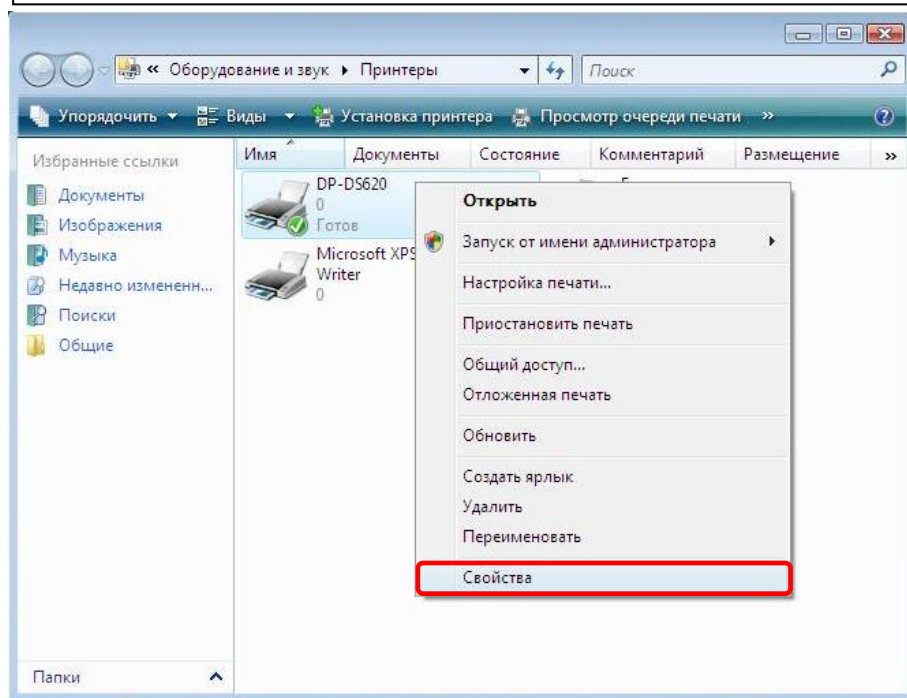 « Оборудование и звук ▸ Принтеры
Поиск
Упорядочить Виды Установка принтера Просмотр очереди печати »
Избранные ссылки
Документы
Изображения
Музыка
Недавно измененн...
Поиски
Общие
Папки
Имя Документы Состояние Комментарий Размещение »
DP-DS620
0
Готов
Microsoft XPS
Writer
0
Открыть
Запуск от имени администратора
Настройка печати...
Приостановить печать
Общий доступ...
Отложенная печать
Обновить
Создать ярлык
Удалить
Переименовать
Свойства